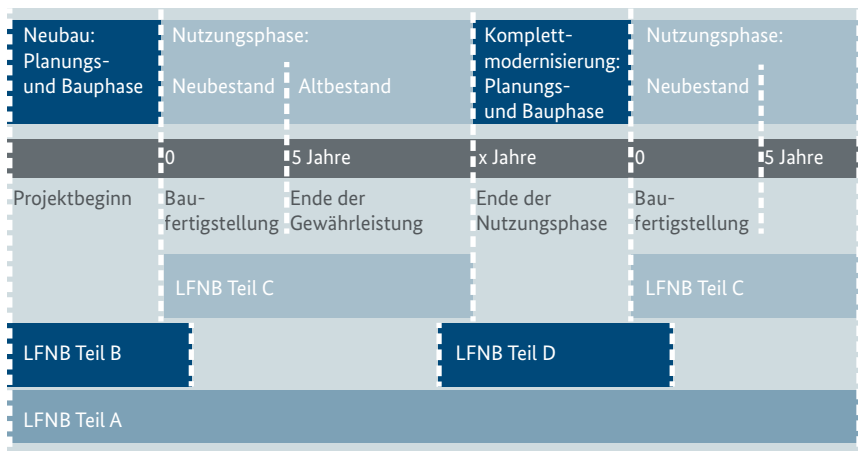 Neubau:
Planungs-
und Bauphase
Nutzungsphase:
Neubestand
Altbestand
Komplett-
modernisierung:
Planungs-
und Bauphase
Nutzungsphase:
Neubestand
0
5 Jahre
x Jahre
0
5 Jahre
Projektbeginn
Bau-
fertigstellung
Ende der
Gewährleistung
Ende der
Nutzungsphase
Bau-
fertigstellung
LFNB Teil C
LFNB Teil C
LFNB Teil B
LFNB Teil D
LFNB Teil A